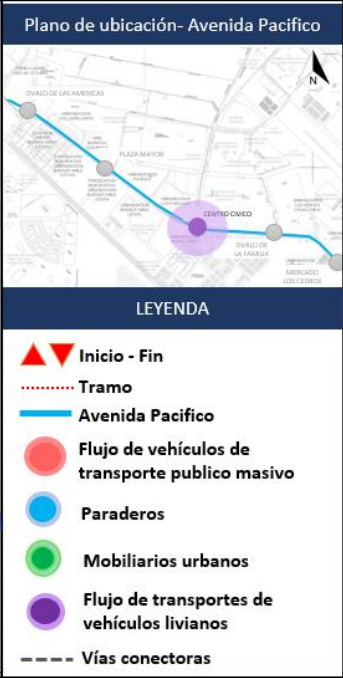 Plano de ubicación- Avenida Pacifico
N
OVALO DE LAS AMERICAS
PLAZA MAYOR
CENTRO CIVICO
OVALO DE
LA FAMILIA
MERCADO
LOS CEDROS
LEYENDA
Inicio - Fin
Tramo
Avenida Pacifico
Flujo de vehículos de
transporte publico masivo
Paraderos
Mobiliarios urbanos
Flujo de transportes de
vehículos livianos
Vías conectoras